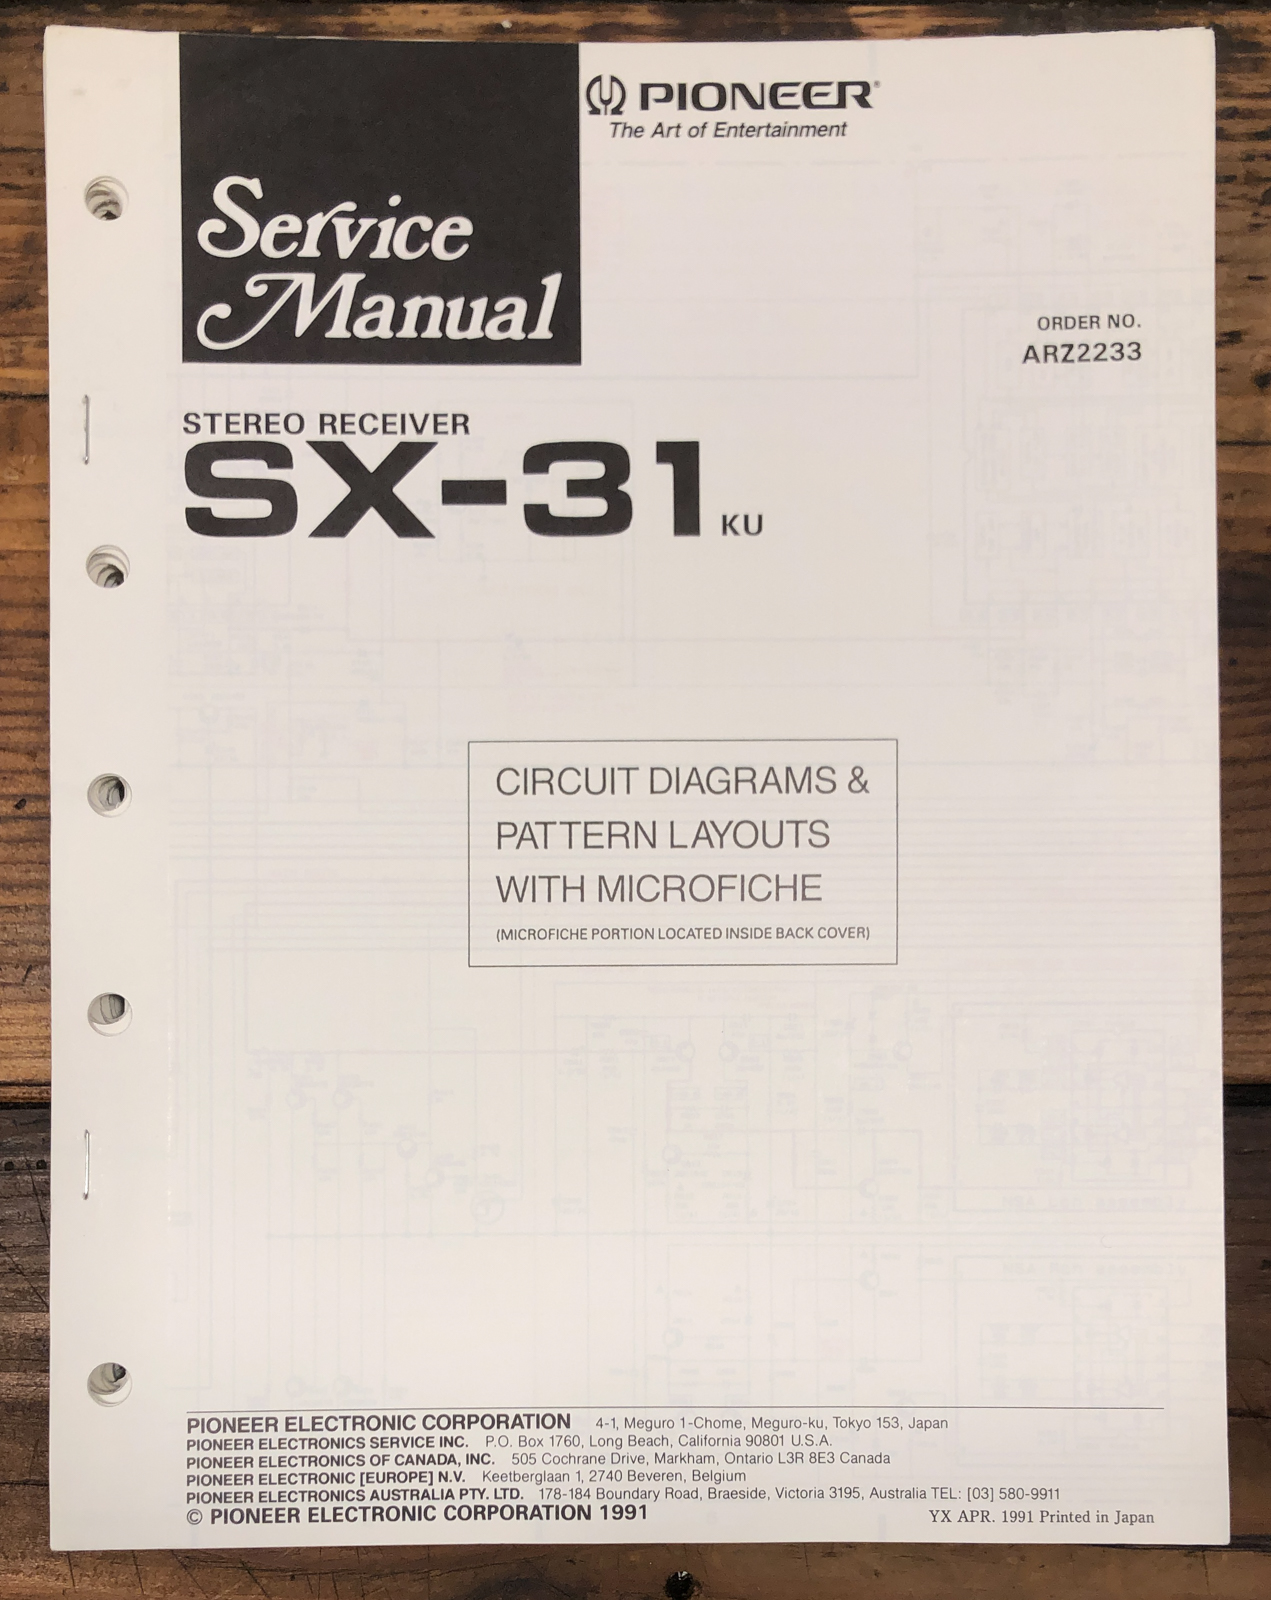 PIONEER®
The Art of Entertainment
Service
Manual
ORDER NO.
ARZ2233
STEREO RECEIVER
SX-31 KU
CIRCUIT DIAGRAMS &
PATTERN LAYOUTS
WITH MICROFICHE
(MICROFICHE PORTION LOCATED INSIDE BACK COVER)
PIONEER ELECTRONIC CORPORATION 4-1, Meguro 1-Chome, Meguro-ku, Tokyo 153, Japan
PIONEER ELECTRONICS SERVICE INC. P.O. Box 1760, Long Beach, California 90801 U.S.A.
PIONEER ELECTRONICS OF CANADA, INC. 505 Cochrane Drive, Markham, Ontario L3R 8E3 Canada
PIONEER ELECTRONIC [EUROPE] N.V. Keetberglaan 1, 2740 Beveren, Belgium
PIONEER ELECTRONICS AUSTRALIA PTY. LTD. 178-184 Boundary Road, Braeside, Victoria 3195, Australia TEL: [03] 580-9911
© PIONEER ELECTRONIC CORPORATION 1991 YX APR. 1991 Printed in Japan